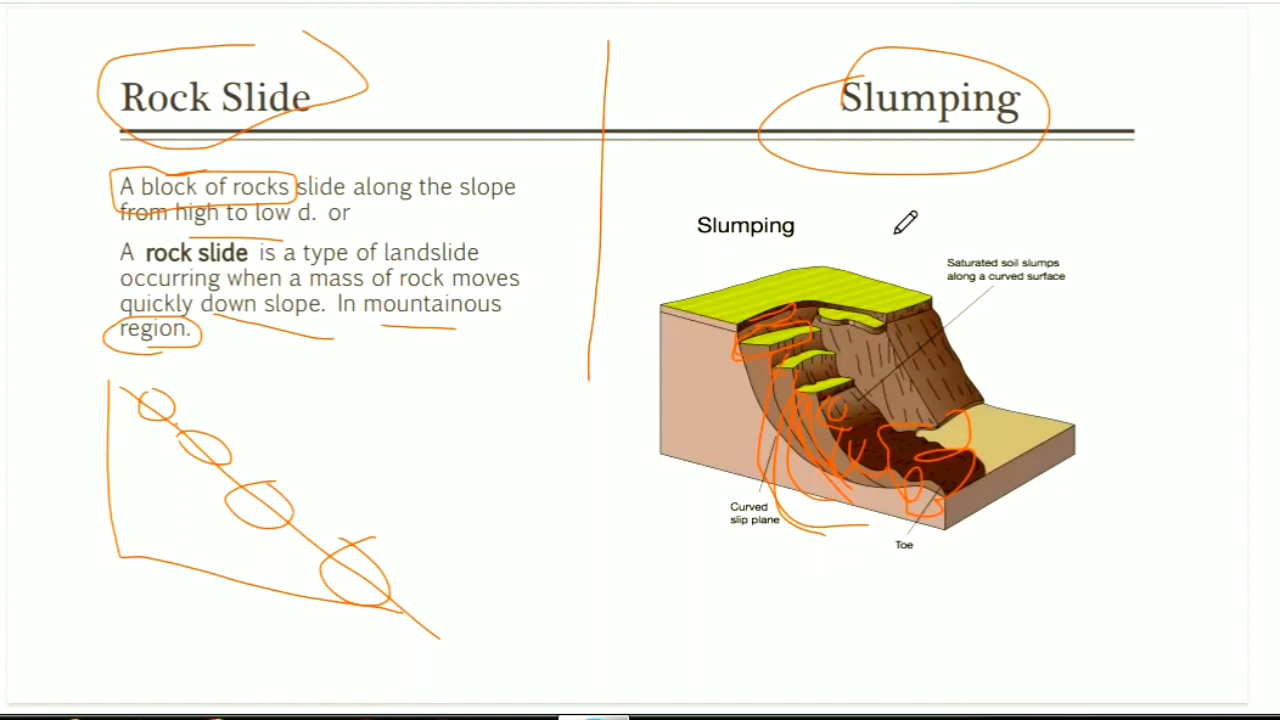 Rock Slide
A block of rocks slide along the slope
from high to low d. or
A rock slide is a type of landslide
occurring when a mass of rock moves
quickly down slope. In mountainous
region.
Slumping
Slumping
Saturated soil slumps
along a curved surface
Curved
slip plane
Toe